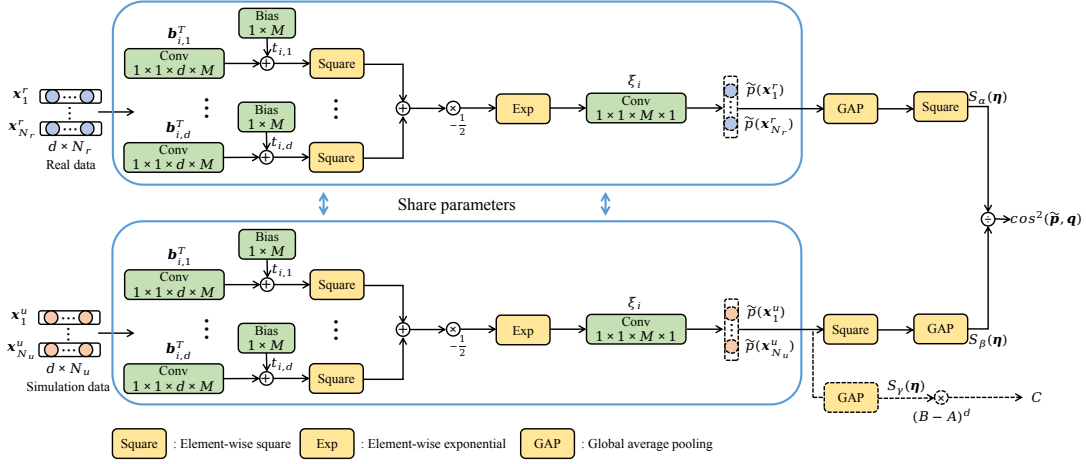 Bias
1 × M
b_{i,1}^T
t_{i,1}
Conv
1 × 1 × d × M
Square
x_1^r
x_{N_r}^r
d × N_r
Real data
Bias
1 × M
b_{i,d}^T
t_{i,d}
Conv
1 × 1 × d × M
Square
+
×
-1/2
Exp
ξ_i
Conv
1 × 1 × M × 1
p̃(x_1^r)
p̃(x_{N_r}^r)
GAP
Square
S_α(η)
Share parameters
÷
cos²(p̃, q)
Bias
1 × M
b_{i,1}^T
t_{i,1}
Conv
1 × 1 × d × M
Square
x_1^u
x_{N_u}^u
d × N_u
Simulation data
Bias
1 × M
b_{i,d}^T
t_{i,d}
Conv
1 × 1 × d × M
Square
+
×
-1/2
Exp
ξ_i
Conv
1 × 1 × M × 1
p̃(x_1^u)
p̃(x_{N_u}^u)
Square
GAP
S_β(η)
GAP
S_γ(η)
×
(B − A)^d
C
Square : Element-wise square
Exp : Element-wise exponential
GAP : Global average pooling